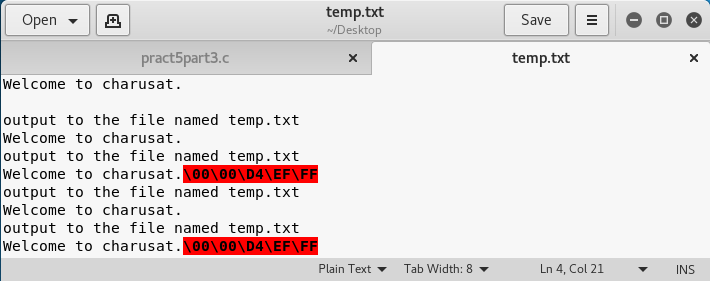 Open
temp.txt
~/Desktop
Save
pract5part3.c
temp.txt
Welcome to charusat.
output to the file named temp.txt
Welcome to charusat.
output to the file named temp.txt
Welcome to charusat.\00\00\D4\EF\FF
output to the file named temp.txt
Welcome to charusat.
output to the file named temp.txt
Welcome to charusat.\00\00\D4\EF\FF
Plain Text Tab Width: 8 Ln 4, Col 21 INS